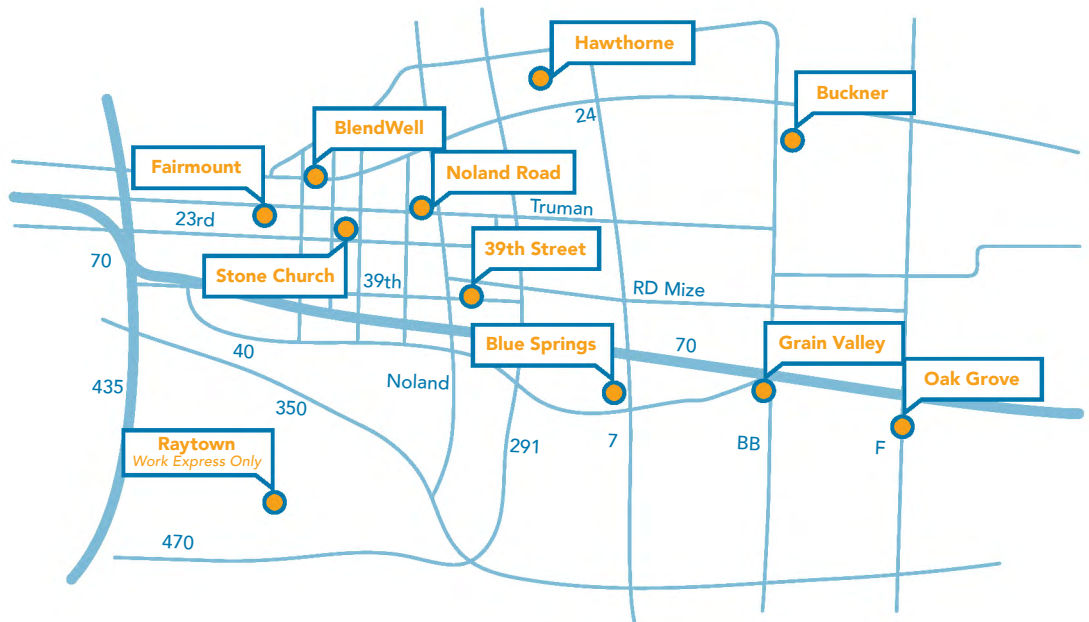 Hawthorne
Buckner
24
BlendWell
Fairmount
Noland Road
Truman
23rd
39th Street
70
Stone Church
39th
RD Mize
Blue Springs
70
Grain Valley
40
Oak Grove
Noland
435
350
Raytown
Work Express Only
291
7
BB
F
470